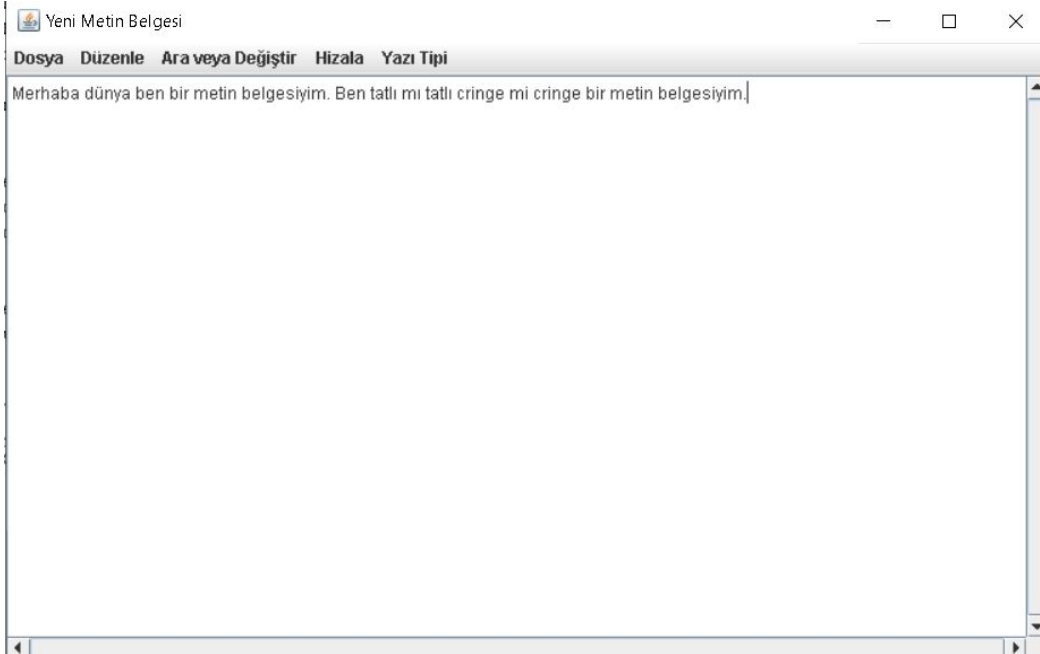 Yeni Metin Belgesi
Dosya Düzenle Ara veya Değiştir Hizala Yazı Tipi
Merhaba dünya ben bir metin belgesiyim. Ben tatlı mı tatlı cringe mi cringe bir metin belgesiyim.